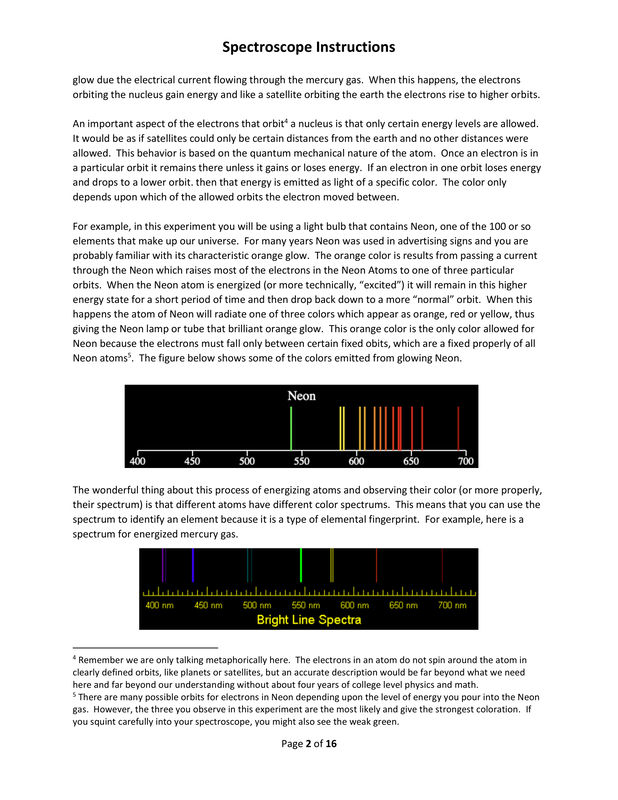 Spectroscope Instructions
glow due the electrical current flowing through the mercury gas.  When this happens, the electrons
orbiting the nucleus gain energy and like a satellite orbiting the earth the electrons rise to higher orbits.
An important aspect of the electrons that orbit⁴ a nucleus is that only certain energy levels are allowed.
It would be as if satellites could only be certain distances from the earth and no other distances were
allowed.  This behavior is based on the quantum mechanical nature of the atom.  Once an electron is in
a particular orbit it remains there unless it gains or loses energy.  If an electron in one orbit loses energy
and drops to a lower orbit. then that energy is emitted as light of a specific color.  The color only
depends upon which of the allowed orbits the electron moved between.
For example, in this experiment you will be using a light bulb that contains Neon, one of the 100 or so
elements that make up our universe.  For many years Neon was used in advertising signs and you are
probably familiar with its characteristic orange glow.  The orange color is results from passing a current
through the Neon which raises most of the electrons in the Neon Atoms to one of three particular
orbits.  When the Neon atom is energized (or more technically, “excited”) it will remain in this higher
energy state for a short period of time and then drop back down to a more “normal” orbit.  When this
happens the atom of Neon will radiate one of three colors which appear as orange, red or yellow, thus
giving the Neon lamp or tube that brilliant orange glow.  This orange color is the only color allowed for
Neon because the electrons must fall only between certain fixed obits, which are a fixed properly of all
Neon atoms⁵.  The figure below shows some of the colors emitted from glowing Neon.
Neon
400 450 500 550 600 650 700
The wonderful thing about this process of energizing atoms and observing their color (or more properly,
their spectrum) is that different atoms have different color spectrums.  This means that you can use the
spectrum to identify an element because it is a type of elemental fingerprint.  For example, here is a
spectrum for energized mercury gas.
400 nm 450 nm 500 nm 550 nm 600 nm 650 nm 700 nm
Bright Line Spectra
⁴ Remember we are only talking metaphorically here.  The electrons in an atom do not spin around the atom in
clearly defined orbits, like planets or satellites, but an accurate description would be far beyond what we need
here and far beyond our understanding without about four years of college level physics and math.
⁵ There are many possible orbits for electrons in Neon depending upon the level of energy you pour into the Neon
gas.  However, the three you observe in this experiment are the most likely and give the strongest coloration.  If
you squint carefully into your spectroscope, you might also see the weak green.
Page 2 of 16